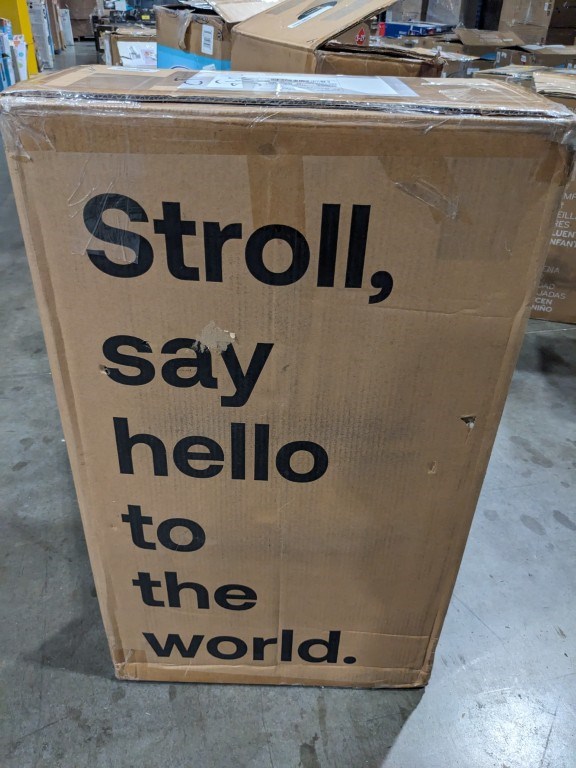 Stroll,
say
hello
to
the
world.